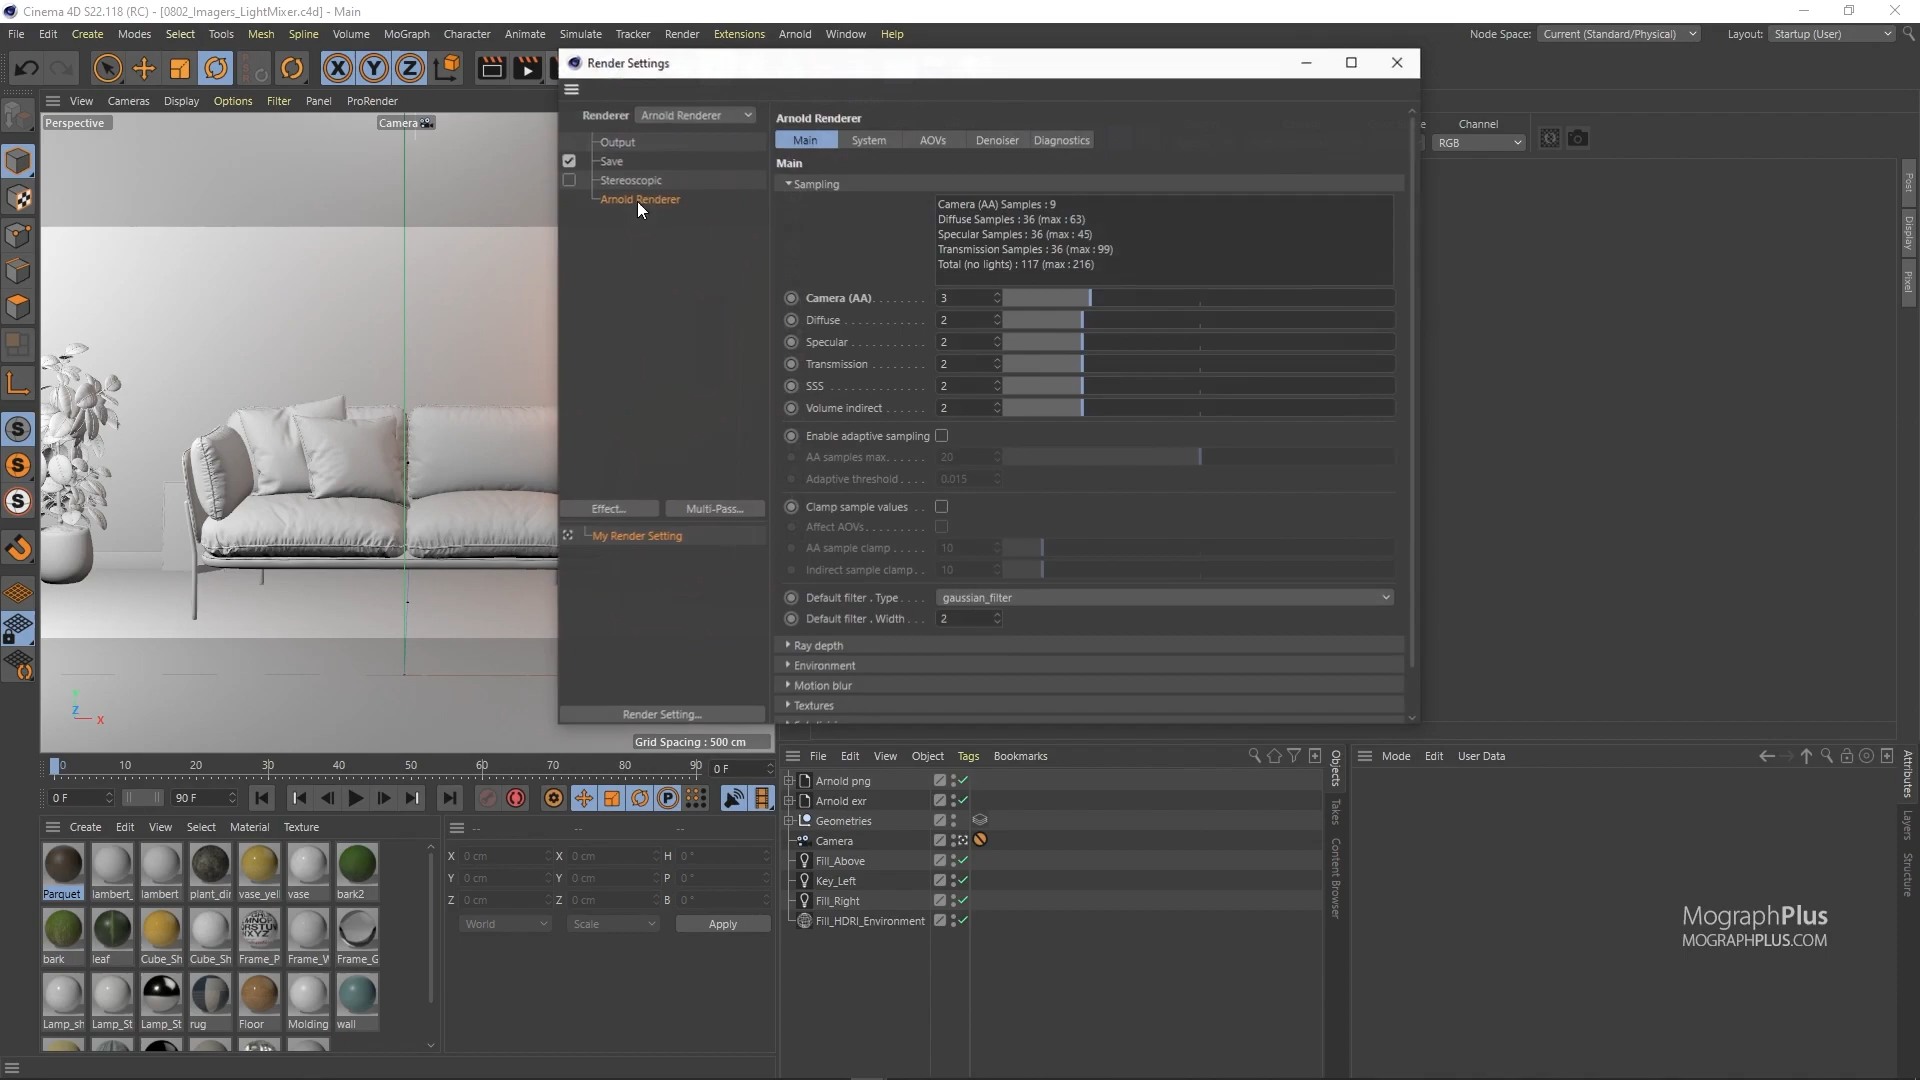 Cinema 4D S22.118 (RC) - [0802_Imagers_LightMixer.c4d] - Main
File Edit Create Modes Select Tools Mesh Spline Volume MoGraph Character Animate Simulate Tracker Render Extensions Arnold Window Help
Node Space: Current (Standard/Physical) Layout: Startup (User)
X Y Z
Render Settings
View Cameras Display Options Filter Panel ProRender
Perspective
Camera
Renderer Arnold Renderer
Output
Save
Stereoscopic
Arnold Renderer
Effect... Multi-Pass...
My Render Setting
Render Setting...
Arnold Renderer
Main System AOVs Denoiser Diagnostics
Main
Sampling
Camera (AA) Samples : 9
Diffuse Samples : 36 (max : 63)
Specular Samples : 36 (max : 45)
Transmission Samples : 36 (max : 99)
Total (no lights) : 117 (max : 216)
Camera (AA) . . . . . . . . 3
Diffuse . . . . . . . . . . . . 2
Specular . . . . . . . . . . . 2
Transmission . . . . . . . . 2
SSS . . . . . . . . . . . . . . 2
Volume indirect . . . . . . 2
Enable adaptive sampling
AA samples max. . . . . . . 20
Adaptive threshold . . . . 0.015
Clamp sample values . .
Affect AOVs. . . . . . . . .
AA sample clamp . . . . . 10
Indirect sample clamp. . 10
Default filter . Type. . . . gaussian_filter
Default filter . Width . . . 2
Ray depth
Environment
Motion blur
Textures
Channel
RGB
Post
Display
Pixel
S
S
S
Z
X
Grid Spacing : 500 cm
0 10 20 30 40 50 60 70 80 90 0 F
0 F 90 F
P
Create Edit View Select Material Texture
Parquet lambert_ lambert plant_dir vase_yell vase bark2
bark leaf Cube_Sh Cube_Sh Frame_P Frame_W Frame_G
Lamp_sh Lamp_St Lamp_St rug Floor Molding wall
-- -- --
X 0 cm X 0 cm H 0 °
Y 0 cm Y 0 cm P 0 °
Z 0 cm Z 0 cm B 0 °
World Scale Apply
File Edit View Object Tags Bookmarks
Arnold png
Arnold exr
Geometries
Camera
Fill_Above
Key_Left
Fill_Right
Fill_HDRI_Environment
Objects
Takes
Content Browser
Mode Edit User Data
Attributes
Layers
Structure
MographPlus
MOGRAPHPLUS.COM